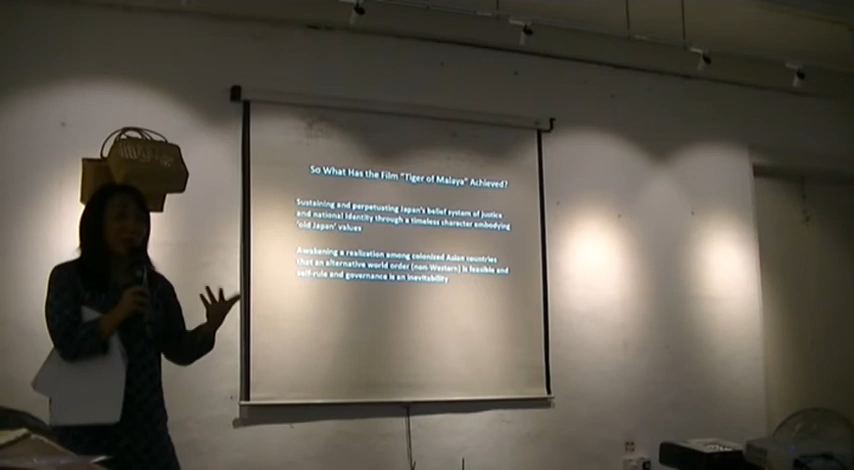 So What Has the Film "Tiger of Malaya" Achieved?
Sustaining and perpetuating Japan's belief system of justice
and national identity through a timeless character embodying
'old Japan' values
Awakening a realization among colonized Asian countries
that an alternative world order (non-Western) is feasible and
self-rule and governance is an inevitability